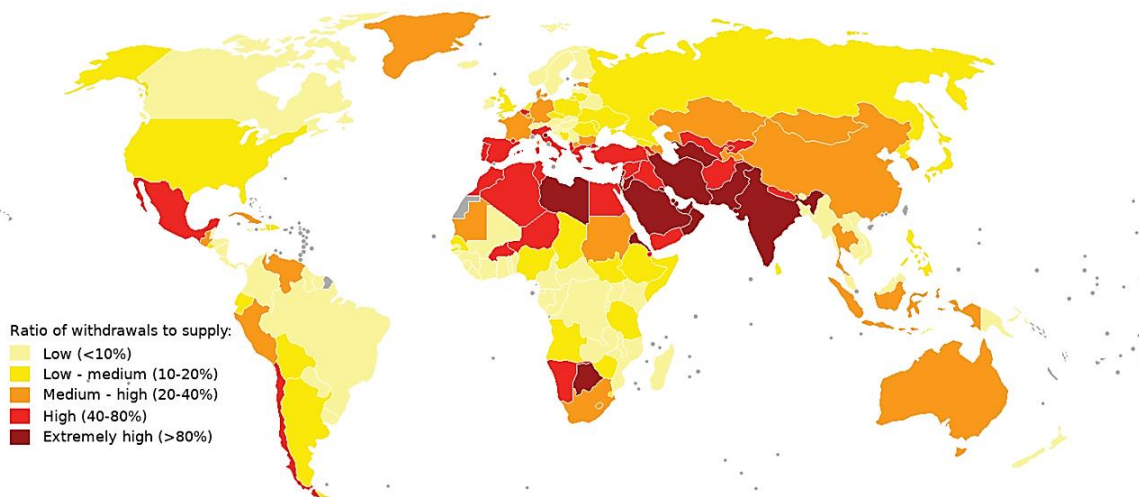 Ratio of withdrawals to supply:
Low (<10%)
Low - medium (10-20%)
Medium - high (20-40%)
High (40-80%)
Extremely high (>80%)